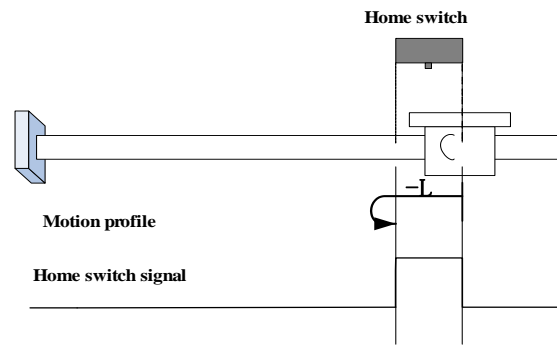 Home switch
−L
Motion profile
Home switch signal